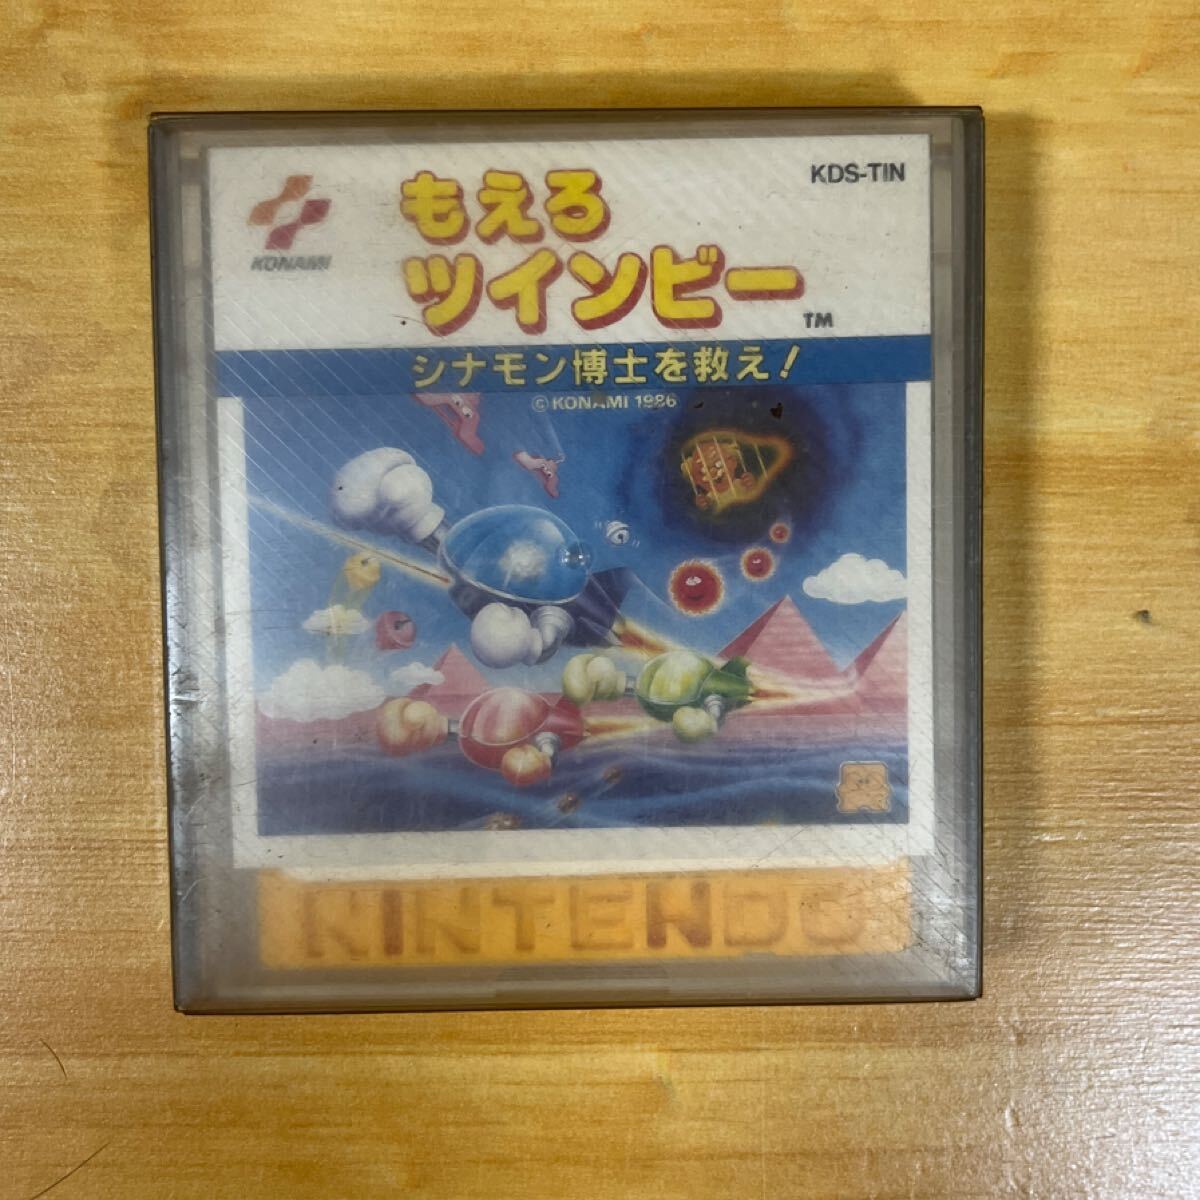 KONAMI
もえろ
ツインビー
TM
KDS-TIN
シナモン博士を救え!
© KONAMI 1986
NINTENDO